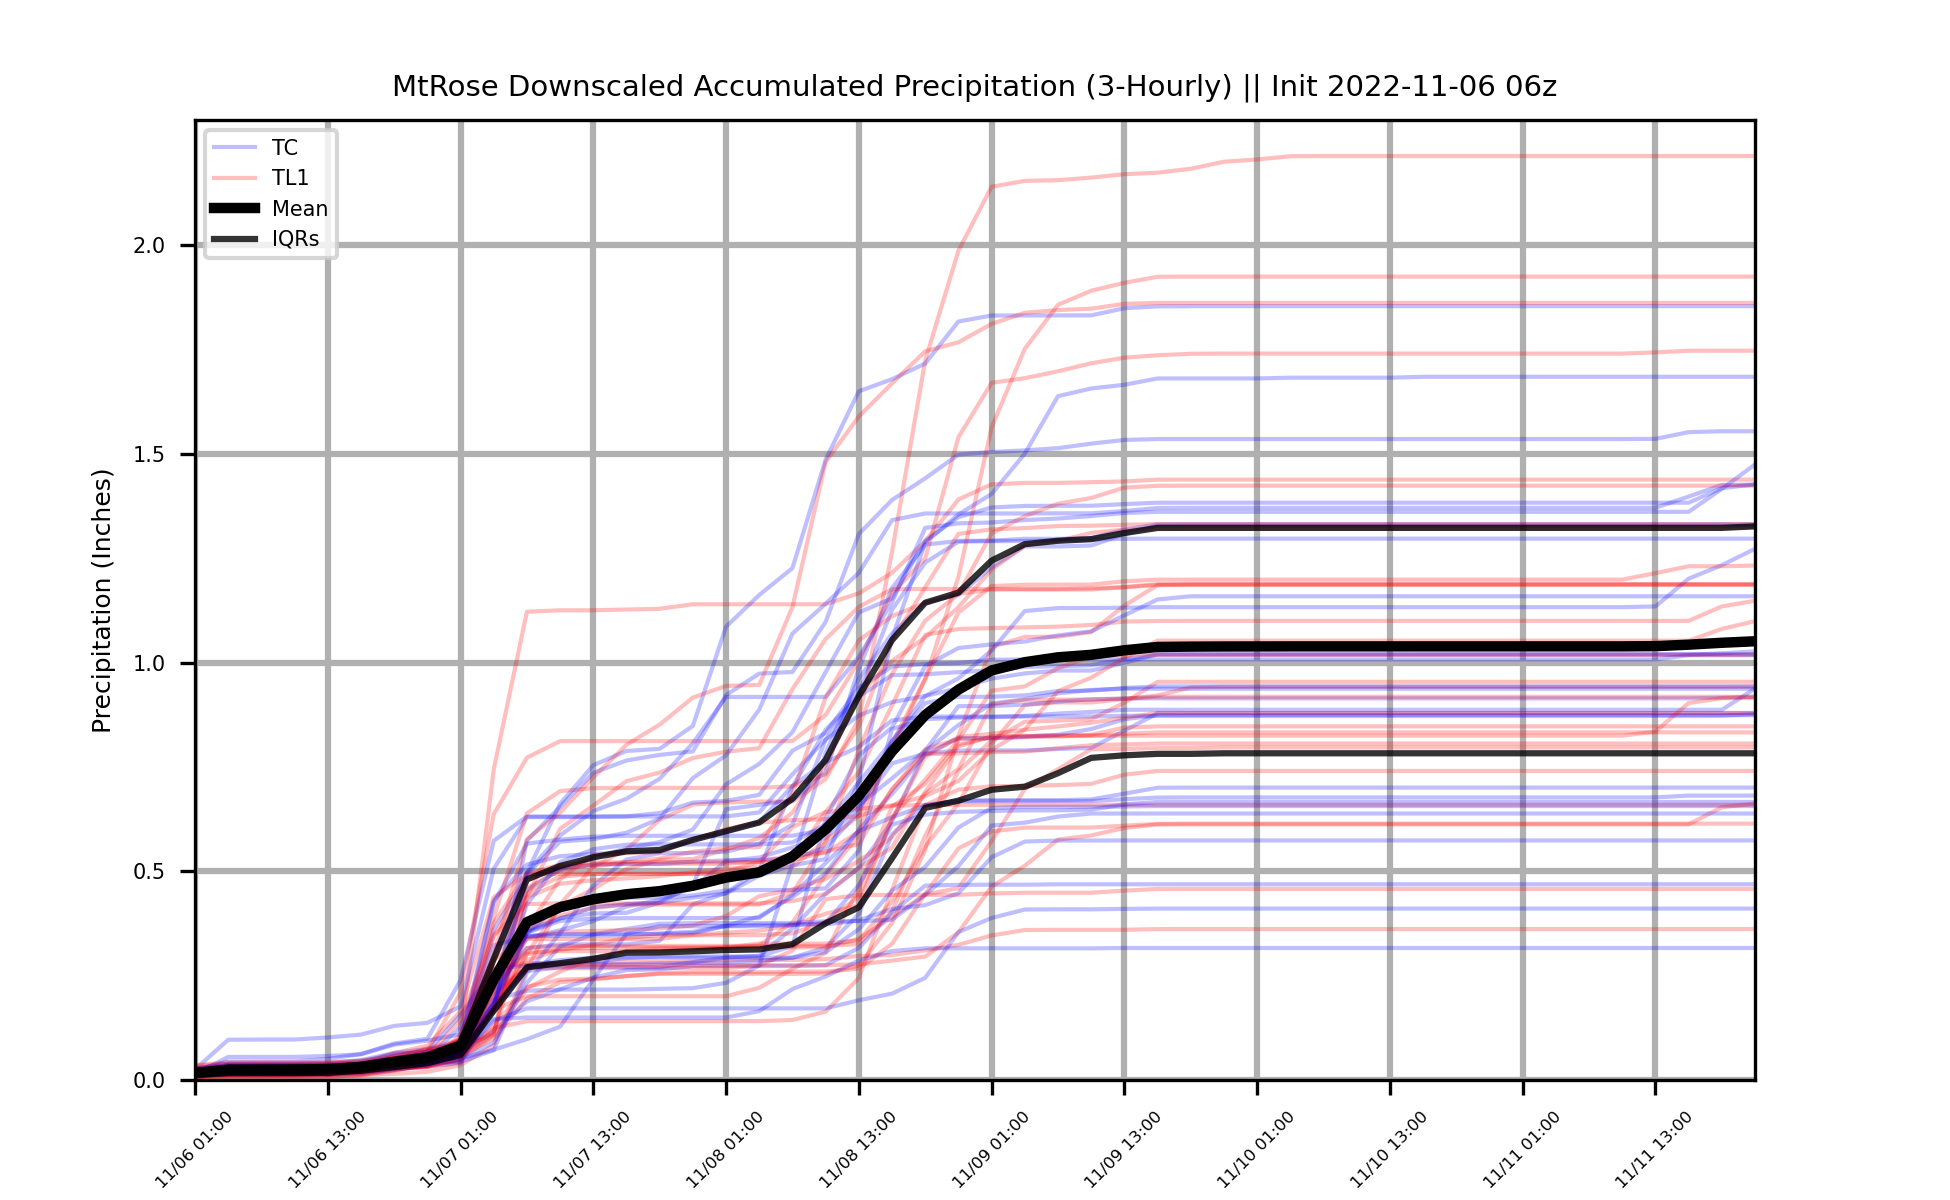 MtRose Downscaled Accumulated Precipitation (3-Hourly) || Init 2022-11-06 06z
TC
TL1
Mean
IQRs
Precipitation (Inches)
2.0
1.5
1.0
0.5
0.0
11/06 01:00
11/06 13:00
11/07 01:00
11/07 13:00
11/08 01:00
11/08 13:00
11/09 01:00
11/09 13:00
11/10 01:00
11/10 13:00
11/11 01:00
11/11 13:00